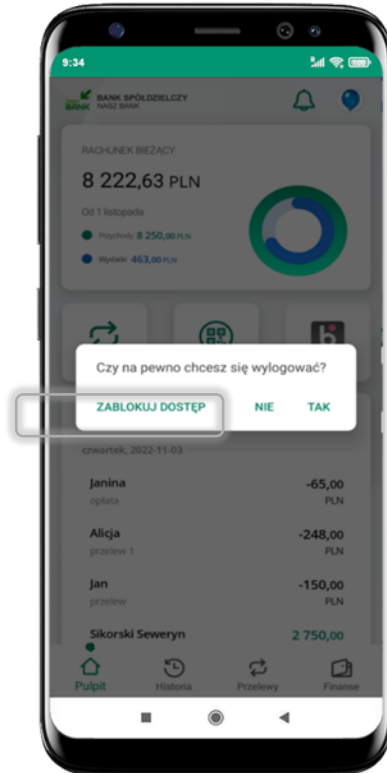 9:34
BANK SPÓŁDZIELCZY
NASZ BANK
RACHUNEK BIEŻĄCY
8 222,63 PLN
Od 1 listopada
Przychody 8 250,00 PLN
Wydatki 463,00 PLN
Czy na pewno chcesz się wylogować?
ZABLOKUJ DOSTĘP NIE TAK
czwartek, 2022-11-03
Janina -65,00
opłata PLN
Alicja -248,00
przelew 1 PLN
Jan -150,00
przelew PLN
Sikorski Seweryn 2 750,00
Pulpit Historia Przelewy Finanse